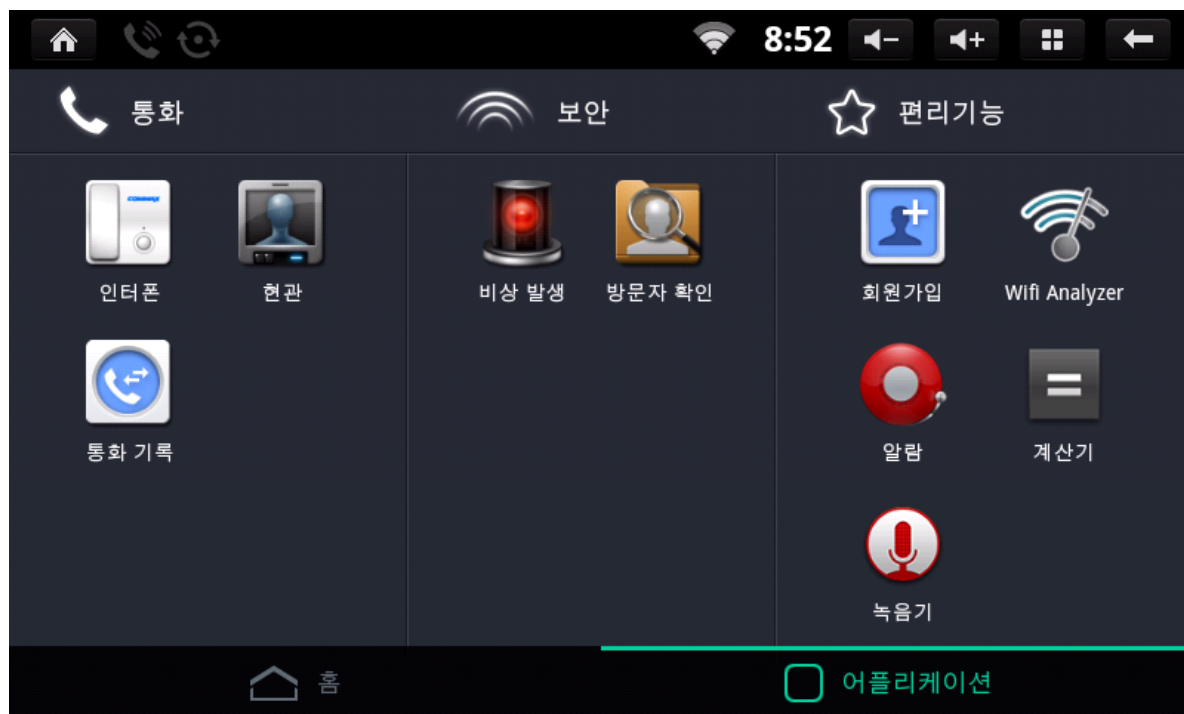 8:52
통화
보안
편리기능
COMMAX
인터폰
현관
비상 발생
방문자 확인
회원가입
Wifi Analyzer
통화 기록
알람
계산기
녹음기
홈
어플리케이션